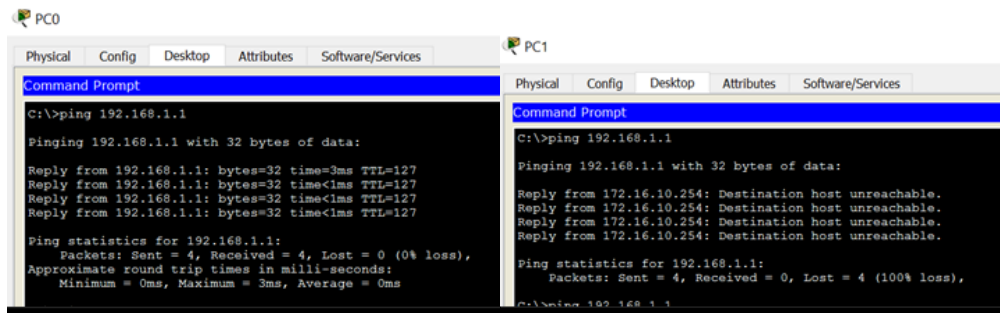 PC0
Physical Config Desktop Attributes Software/Services
Command Prompt
C:\>ping 192.168.1.1
Pinging 192.168.1.1 with 32 bytes of data:
Reply from 192.168.1.1: bytes=32 time=3ms TTL=127
Reply from 192.168.1.1: bytes=32 time<1ms TTL=127
Reply from 192.168.1.1: bytes=32 time<1ms TTL=127
Reply from 192.168.1.1: bytes=32 time<1ms TTL=127
Ping statistics for 192.168.1.1:
Packets: Sent = 4, Received = 4, Lost = 0 (0% loss),
Approximate round trip times in milli-seconds:
Minimum = 0ms, Maximum = 3ms, Average = 0ms
PC1
Physical Config Desktop Attributes Software/Services
Command Prompt
C:\>ping 192.168.1.1
Pinging 192.168.1.1 with 32 bytes of data:
Reply from 172.16.10.254: Destination host unreachable.
Reply from 172.16.10.254: Destination host unreachable.
Reply from 172.16.10.254: Destination host unreachable.
Reply from 172.16.10.254: Destination host unreachable.
Ping statistics for 192.168.1.1:
Packets: Sent = 4, Received = 0, Lost = 4 (100% loss),
C:\>ping 192.168.1.1